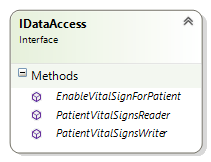 IDataAccess
Interface
Methods
EnableVitalSignForPatient
PatientVitalSignsReader
PatientVitalSignsWriter